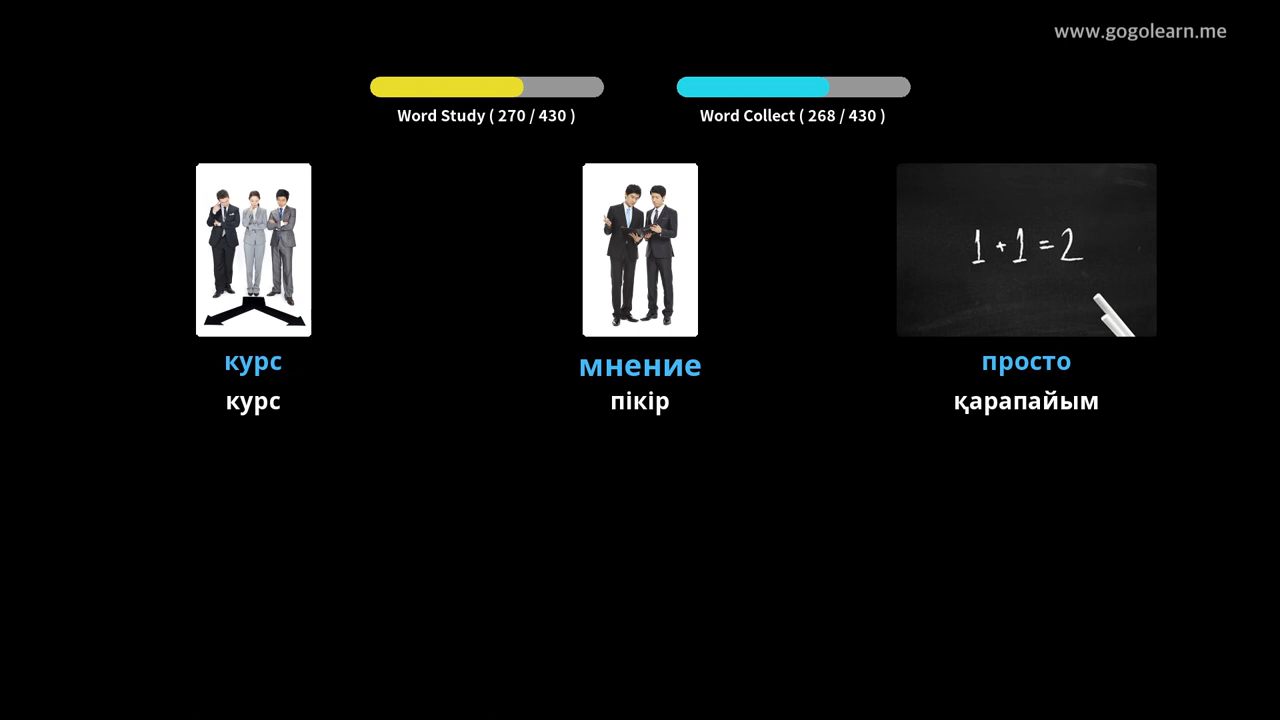 www.gogolearn.me
Word Study ( 270 / 430 )
Word Collect ( 268 / 430 )
1 + 1 = 2
курс
мнение
просто
курс
пікір
қарапайым